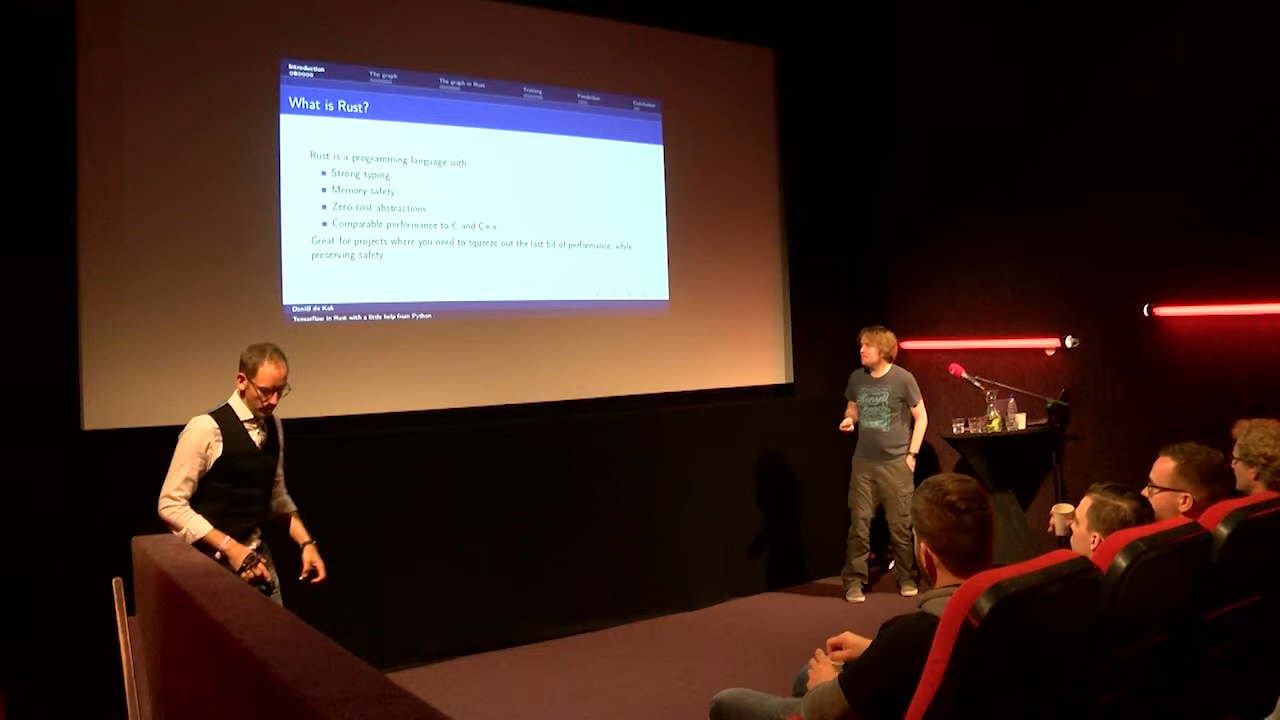 Introduction
The graph
The graph in Rust
Training
Prediction
Conclusion
What is Rust?
Rust is a programming language with
Strong typing
Memory safety
Zero-cost abstractions
Comparable performance to C and C++
Great for projects where you need to squeeze out the last bit of performance, while
preserving safety
Daniël de Kok
Tensorflow in Rust with a little help from Python